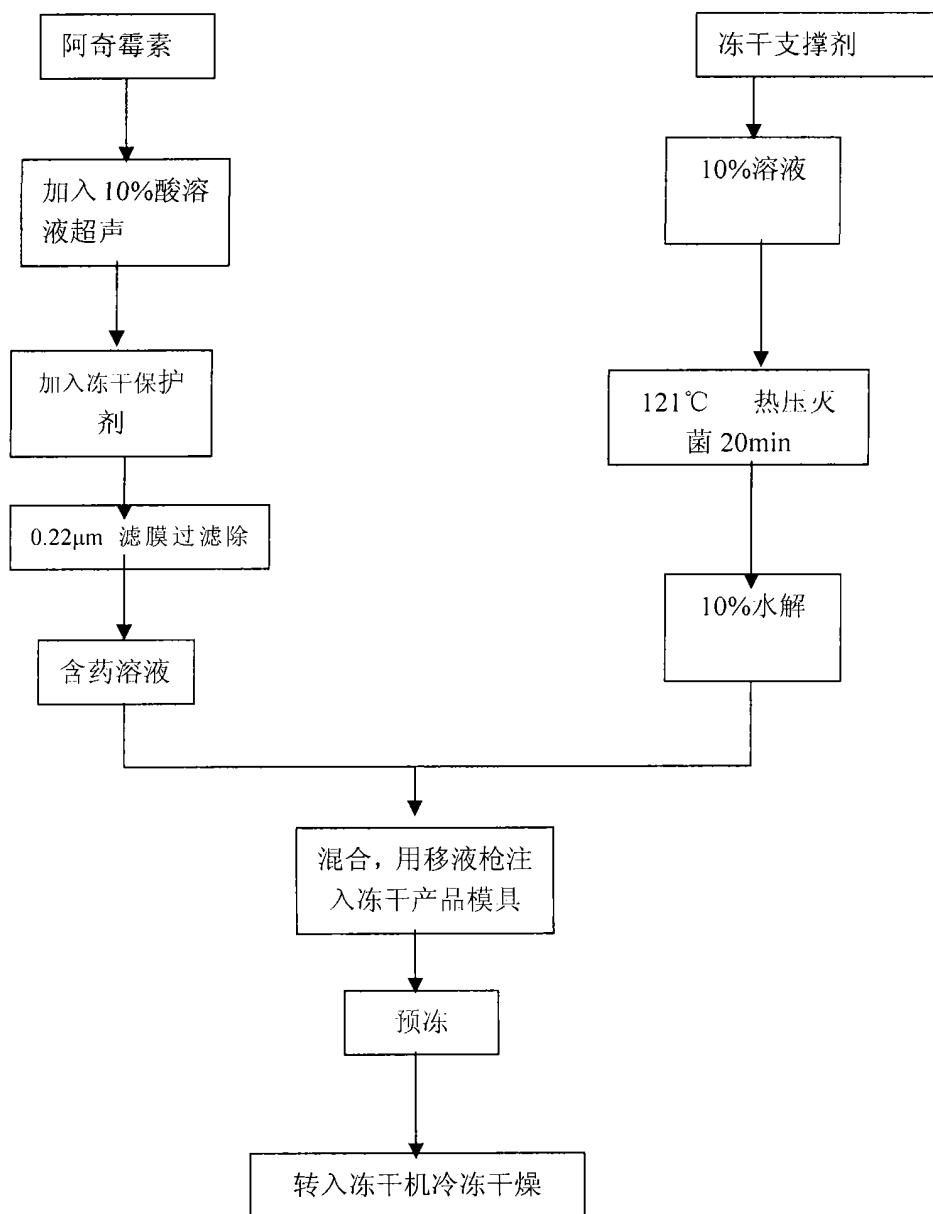 阿奇霉素
冻干支撑剂
加入 10%酸溶
液超声
10%溶液
加入冻干保护
剂
121℃ 热压灭
菌 20min
0.22μm 滤膜过滤除
10%水解
含药溶液
混合，用移液枪注
入冻干产品模具
预冻
转入冻干机冷冻干燥